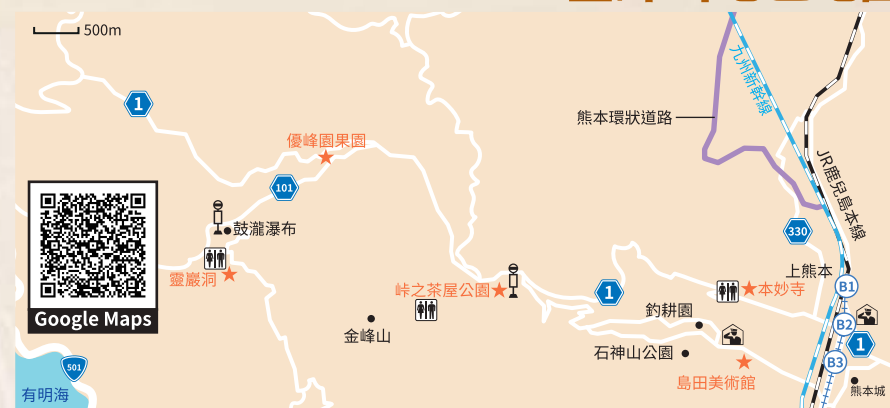 500m
九州新幹線
熊本環狀道路
1
優峰園果園
JR鹿兒島本線
101
鼓瀧瀑布
330
靈巖洞
上熊本
峠之茶屋公園
1
本妙寺
B1
Google Maps
釣耕園
B2
金峰山
1
石神山公園
B3
501
島田美術館
有明海
熊本城